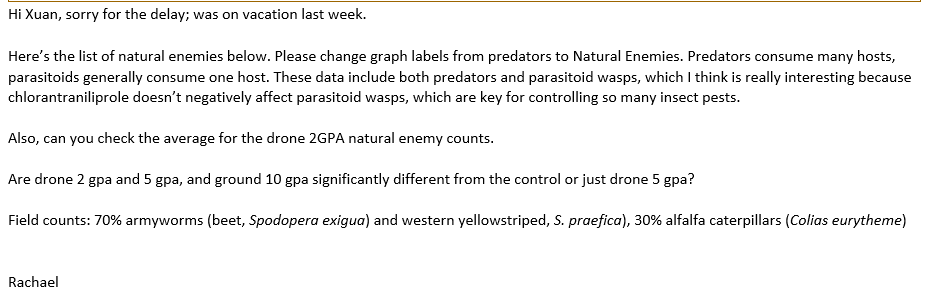 Hi Xuan, sorry for the delay; was on vacation last week.
Here’s the list of natural enemies below. Please change graph labels from predators to Natural Enemies. Predators consume many hosts,
parasitoids generally consume one host. These data include both predators and parasitoid wasps, which I think is really interesting because
chlorantraniliprole doesn’t negatively affect parasitoid wasps, which are key for controlling so many insect pests.
Also, can you check the average for the drone 2GPA natural enemy counts.
Are drone 2 gpa and 5 gpa, and ground 10 gpa significantly different from the control or just drone 5 gpa?
Field counts: 70% armyworms (beet, Spodopera exigua) and western yellowstriped, S. praefica), 30% alfalfa caterpillars (Colias eurytheme)
Rachael